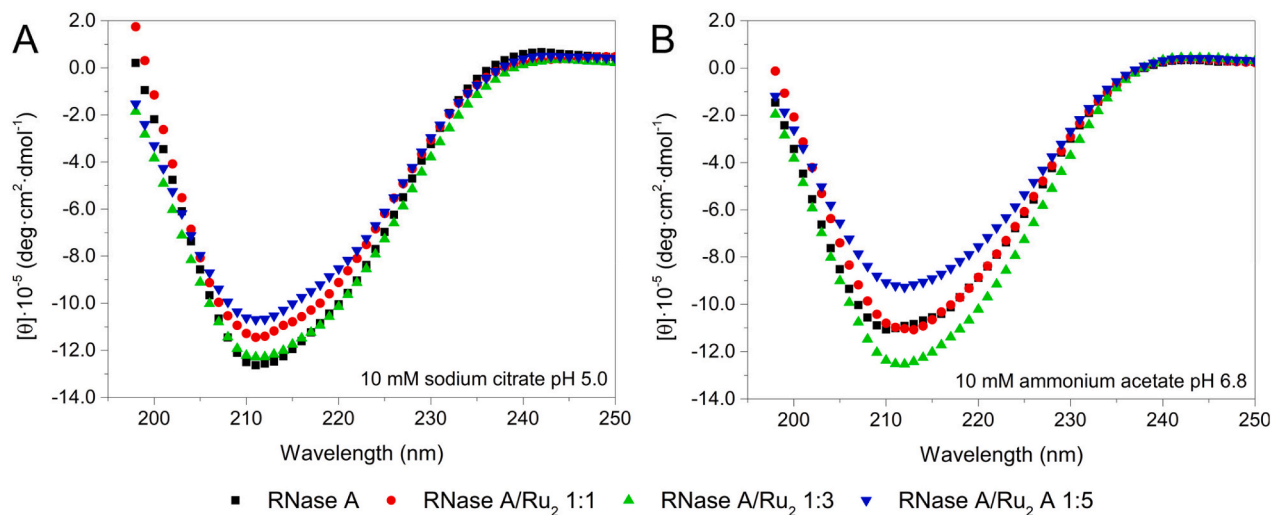 A
2.0
0.0
-2.0
-4.0
-6.0
-8.0
-10.0
-12.0
-14.0
[θ]·10⁻⁵ (deg·cm²·dmol⁻¹)
10 mM sodium citrate pH 5.0
200 210 220 230 240 250
Wavelength (nm)
B
2.0
0.0
-2.0
-4.0
-6.0
-8.0
-10.0
-12.0
-14.0
[θ]·10⁻⁵ (deg·cm²·dmol⁻¹)
10 mM ammonium acetate pH 6.8
200 210 220 230 240 250
Wavelength (nm)
RNase A RNase A/Ru₂ 1:1 RNase A/Ru₂ 1:3 RNase A/Ru₂ A 1:5